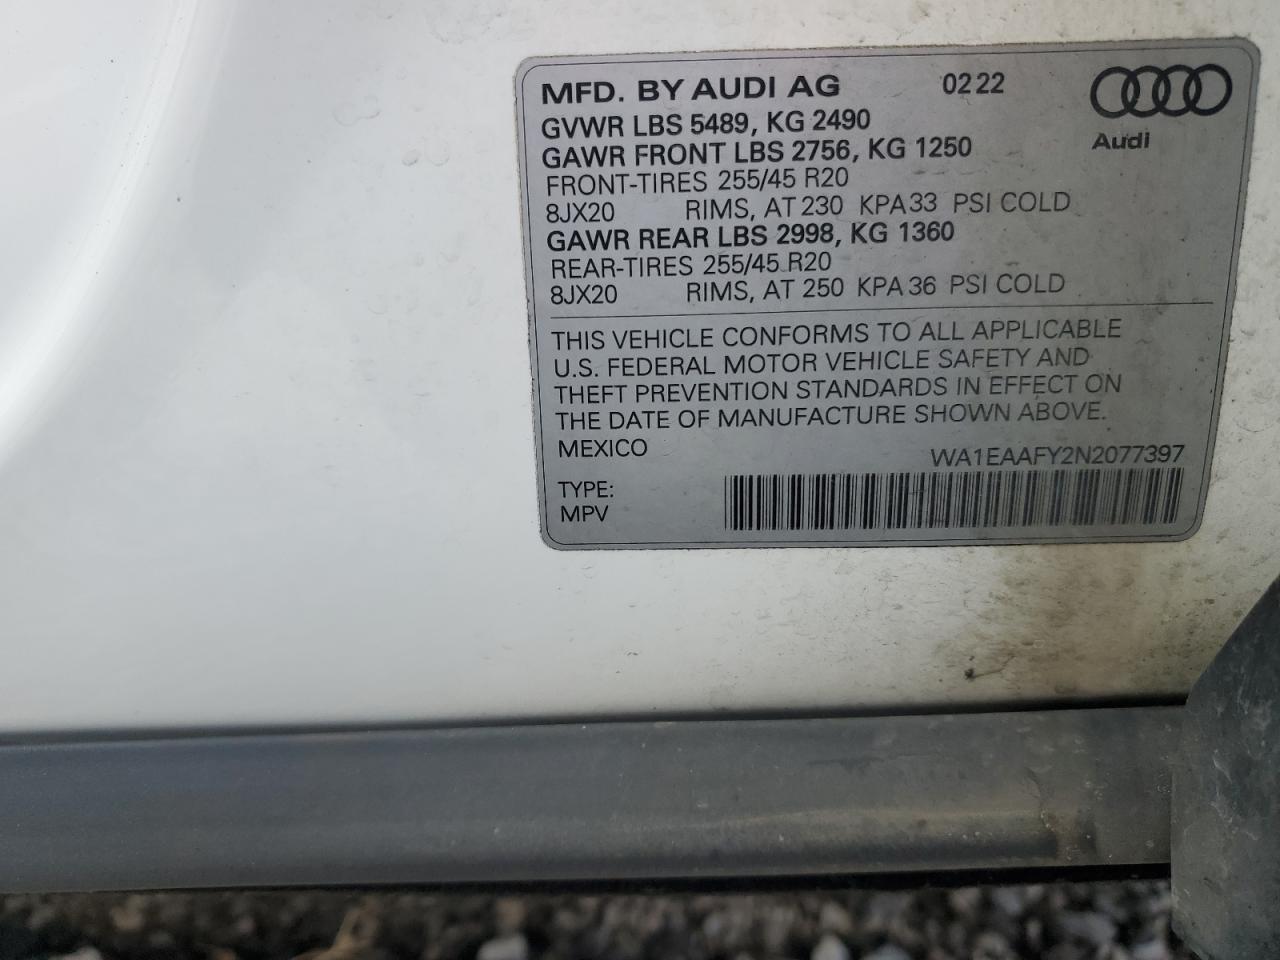 MFD. BY AUDI AG 02 22
GVWR LBS 5489, KG 2490
GAWR FRONT LBS 2756, KG 1250
Audi
FRONT-TIRES 255/45 R20
8JX20 RIMS, AT 230 KPA 33 PSI COLD
GAWR REAR LBS 2998, KG 1360
REAR-TIRES 255/45 R20
8JX20 RIMS, AT 250 KPA 36 PSI COLD
THIS VEHICLE CONFORMS TO ALL APPLICABLE
U.S. FEDERAL MOTOR VEHICLE SAFETY AND
THEFT PREVENTION STANDARDS IN EFFECT ON
THE DATE OF MANUFACTURE SHOWN ABOVE.
MEXICO WA1EAAFY2N2077397
TYPE:
MPV